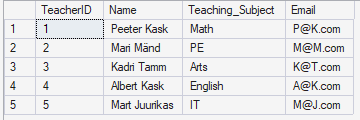 TeacherID Name Teaching_Subject Email
1 1 Peeter Kask Math P@K.com
2 2 Mari Mänd PE M@M.com
3 3 Kadri Tamm Arts K@T.com
4 4 Albert Kask English A@K.com
5 5 Mart Juurikas IT M@J.com